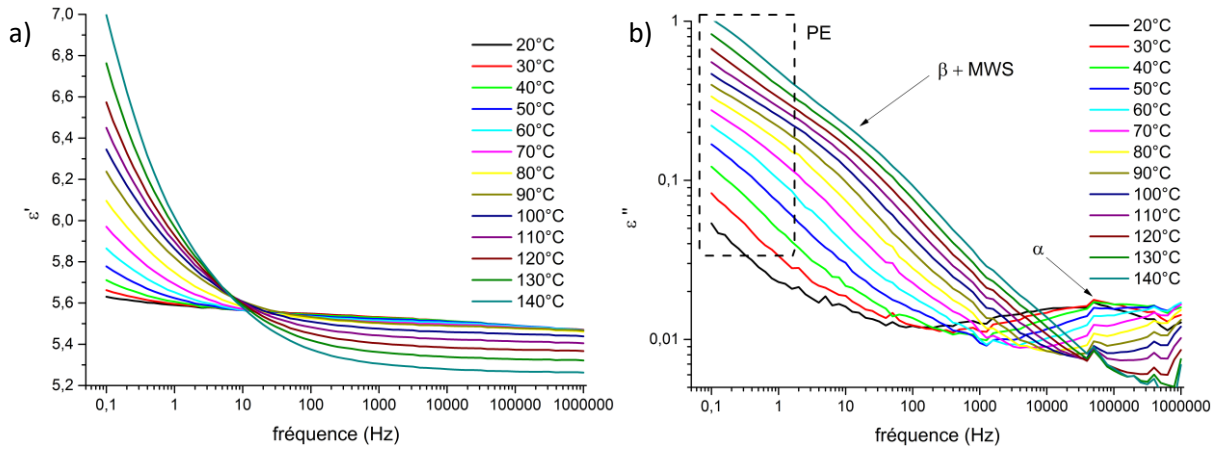 a)
7,0
6,8
6,6
6,4
6,2
6,0
5,8
5,6
5,4
5,2
ε'
0,1
1
10
100
1000
10000
100000
1000000
fréquence (Hz)
20°C
30°C
40°C
50°C
60°C
70°C
80°C
90°C
100°C
110°C
120°C
130°C
140°C
b)
1
0,1
0,01
ε''
PE
β + MWS
α
0,1
1
10
100
1000
10000
100000
1000000
fréquence (Hz)
20°C
30°C
40°C
50°C
60°C
70°C
80°C
90°C
100°C
110°C
120°C
130°C
140°C